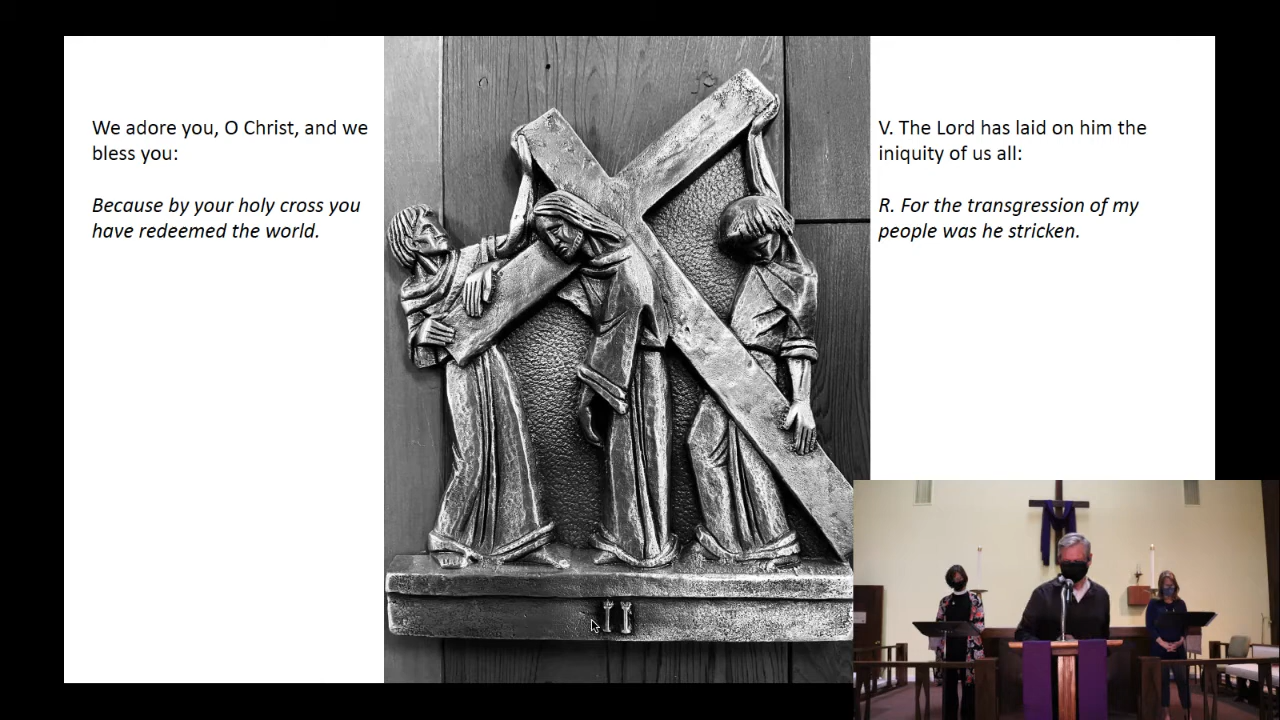 We adore you, O Christ, and we
bless you:
Because by your holy cross you
have redeemed the world.
II
V. The Lord has laid on him the
iniquity of us all:
R. For the transgression of my
people was he stricken.